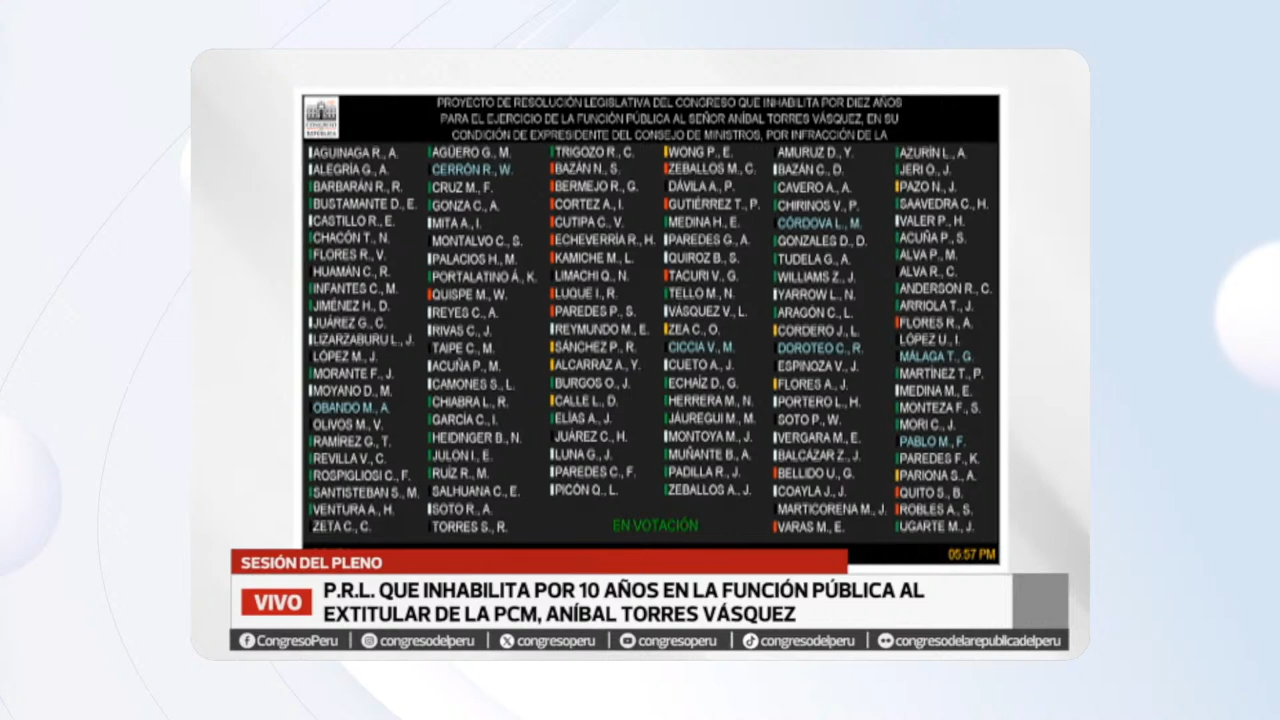 PROYECTO DE RESOLUCIÓN LEGISLATIVA DEL CONGRESO QUE INHABILITA POR DIEZ AÑOS
PARA EL EJERCICIO DE LA FUNCIÓN PÚBLICA AL SEÑOR ANÍBAL TORRES VÁSQUEZ, EN SU
CONDICIÓN DE EXPRESIDENTE DEL CONSEJO DE MINISTROS, POR INFRACCIÓN DE LA
CONGRESO
REPÚBLICA
AGUINAGA R., A.
ALEGRÍA G., A.
BARBARÁN R., R.
BUSTAMANTE D., E.
CASTILLO R., E.
CHACÓN T., N.
FLORES R., V.
HUAMÁN C., R.
INFANTES C., M.
JIMÉNEZ H., D.
JUÁREZ G., C.
LIZARZABURU L., J.
LÓPEZ M., J.
MORANTE F., J.
MOYANO D., M.
OBANDO M., A.
OLIVOS M., V.
RAMÍREZ G., T.
REVILLA V., C.
ROSPIGLIOSI C., F.
SANTISTEBAN S., M.
VENTURA A., H.
ZETA C., C.
AGÜERO G., M.
CERRÓN R., W.
CRUZ M., F.
GONZA C., A.
MITA A., I.
MONTALVO C., S.
PALACIOS H., M.
PORTALATINO Á., K.
QUISPE M., W.
REYES C., A.
RIVAS C., J.
TAIPE C., M.
ACUÑA P., M.
CAMONES S., L.
CHIABRA L., R.
GARCÍA C., I.
HEIDINGER B., N.
JULON I., E.
RUÍZ R., M.
SALHUANA C., E.
SOTO R., A.
TORRES S., R.
TRIGOZO R., C.
BAZÁN N., S.
BERMEJO R., G.
CORTEZ A., I.
CUTIPA C., V.
ECHEVERRÍA R., H.
KAMICHE M., L.
LIMACHI Q., N.
LUQUE I., R.
PAREDES P., S.
REYMUNDO M., E.
SÁNCHEZ P., R.
ALCARRAZ A., Y.
BURGOS O., J.
CALLE L., D.
ELÍAS A., J.
JUÁREZ C., H.
LUNA G., J.
PAREDES C., F.
PICÓN Q., L.
WONG P., E.
ZEBALLOS M., C.
DÁVILA A., P.
GUTIÉRREZ T., P.
MEDINA H., E.
PAREDES G., A.
QUIROZ B., S.
TACURI V., G.
TELLO M., N.
VÁSQUEZ V., L.
ZEA C., O.
CICCIA V., M.
CUETO A., J.
ECHAÍZ D., G.
HERRERA M., N.
JÁUREGUI M., M.
MONTOYA M., J.
MUÑANTE B., A.
PADILLA R., J.
ZEBALLOS A., J.
AMURUZ D., Y.
BAZÁN C., D.
CAVERO A., A.
CHIRINOS V., P.
CÓRDOVA L., M.
GONZALES D., D.
TUDELA G., A.
WILLIAMS Z., J.
YARROW L., N.
ARAGÓN C., L.
CORDERO J., L.
DOROTEO C., R.
ESPINOZA V., J.
FLORES A., J.
PORTERO L., H.
SOTO P., W.
VERGARA M., E.
BALCÁZAR Z., J.
BELLIDO U., G.
COAYLA J., J.
MARTICORENA M., J.
VARAS M., E.
AZURÍN L., A.
JERI O., J.
PAZO N., J.
SAAVEDRA C., H.
VALER P., H.
ACUÑA P., S.
ALVA P., M.
ALVA R., C.
ANDERSON R., C.
ARRIOLA T., J.
FLORES R., A.
LÓPEZ U., I.
MÁLAGA T., G.
MARTÍNEZ T., P.
MEDINA M., E.
MONTEZA F., S.
MORI C., J.
PABLO M., F.
PAREDES F., K.
PARIONA S., A.
QUITO S., B.
ROBLES A., S.
UGARTE M., J.
EN VOTACIÓN
05:57 PM
SESIÓN DEL PLENO
VIVO
P.R.L. QUE INHABILITA POR 10 AÑOS EN LA FUNCIÓN PÚBLICA AL
EXTITULAR DE LA PCM, ANÍBAL TORRES VÁSQUEZ
CongresoPeru | congresodelperu | congresoperu | congresoperu | congresodelperu | congresodelarepublicadelperu